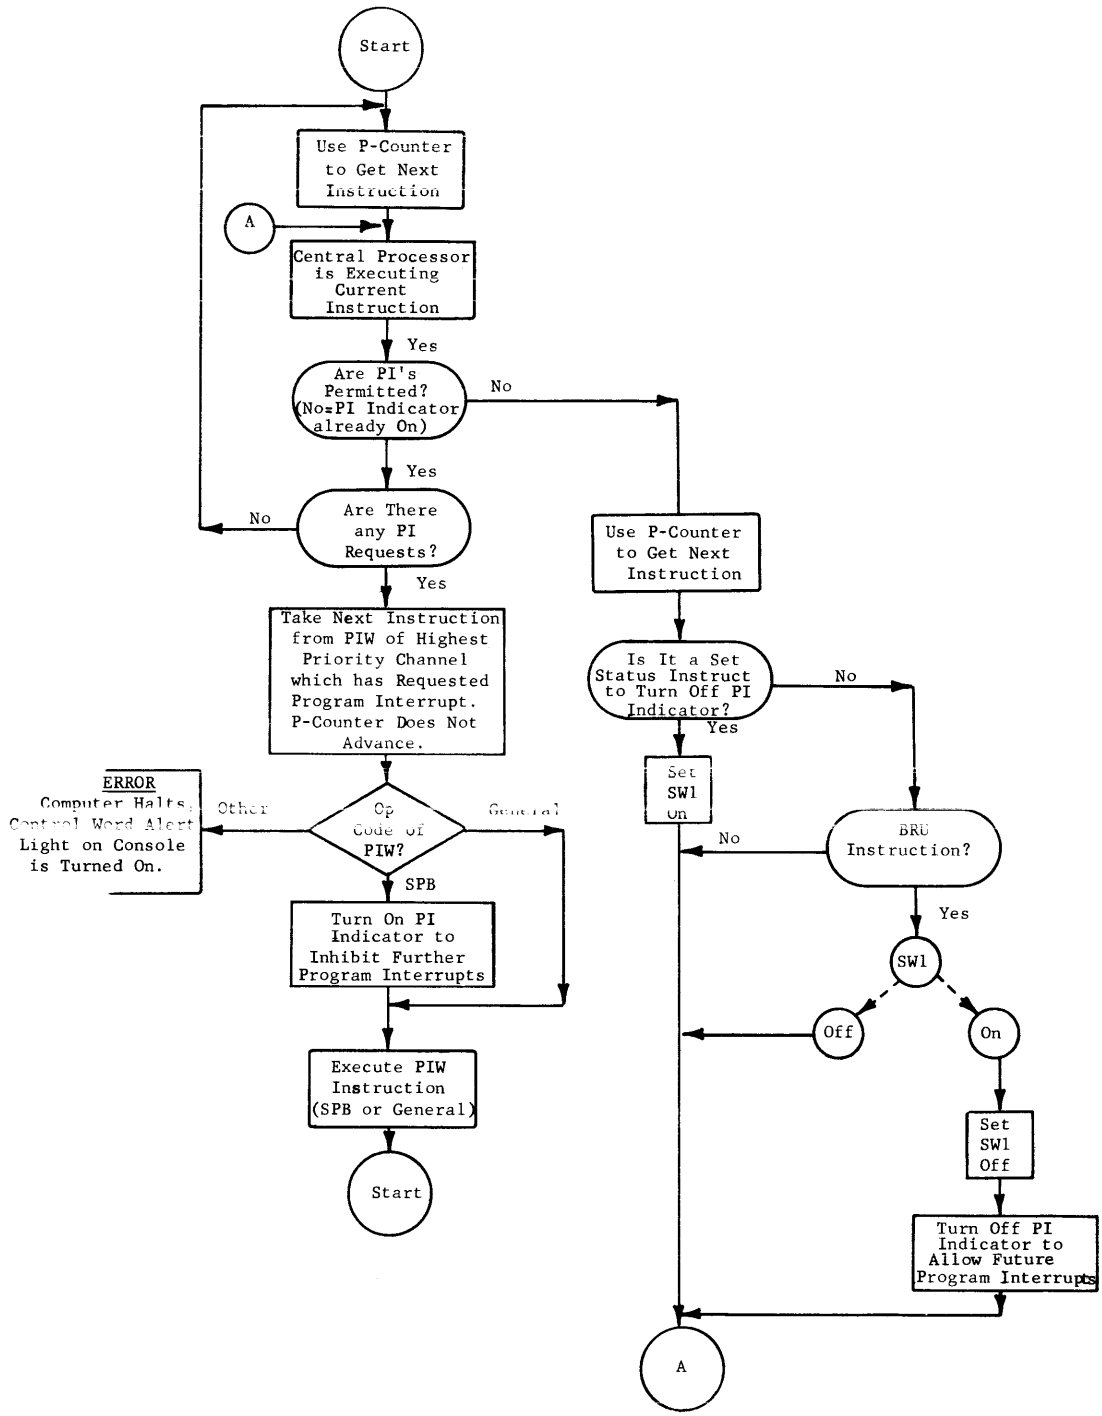 Start
Use P-Counter
to Get Next
Instruction
A
Central Processor
is Executing
Current
Instruction
Yes
Are PI's
Permitted?
(No=PI Indicator
already On)
No
Yes
Are There
any PI
Requests?
No
Yes
Use P-Counter
to Get Next
Instruction
Take Next Instruction
from PIW of Highest
Priority Channel
which has Requested
Program Interrupt.
P-Counter Does Not
Advance.
Is It a Set
Status Instruct
to Turn Off PI
Indicator?
No
Yes
Set
SW1
On
ERROR
Computer Halts.
Control Word Alert
Light on Console
is Turned On.
Other
Op
Code of
PIW?
General
SPB
BRU
Instruction?
No
Yes
Turn On PI
Indicator to
Inhibit Further
Program Interrupts
SW1
Off
On
Execute PIW
Instruction
(SPB or General)
Start
Set
SW1
Off
Turn Off PI
Indicator to
Allow Future
Program Interrupts
A